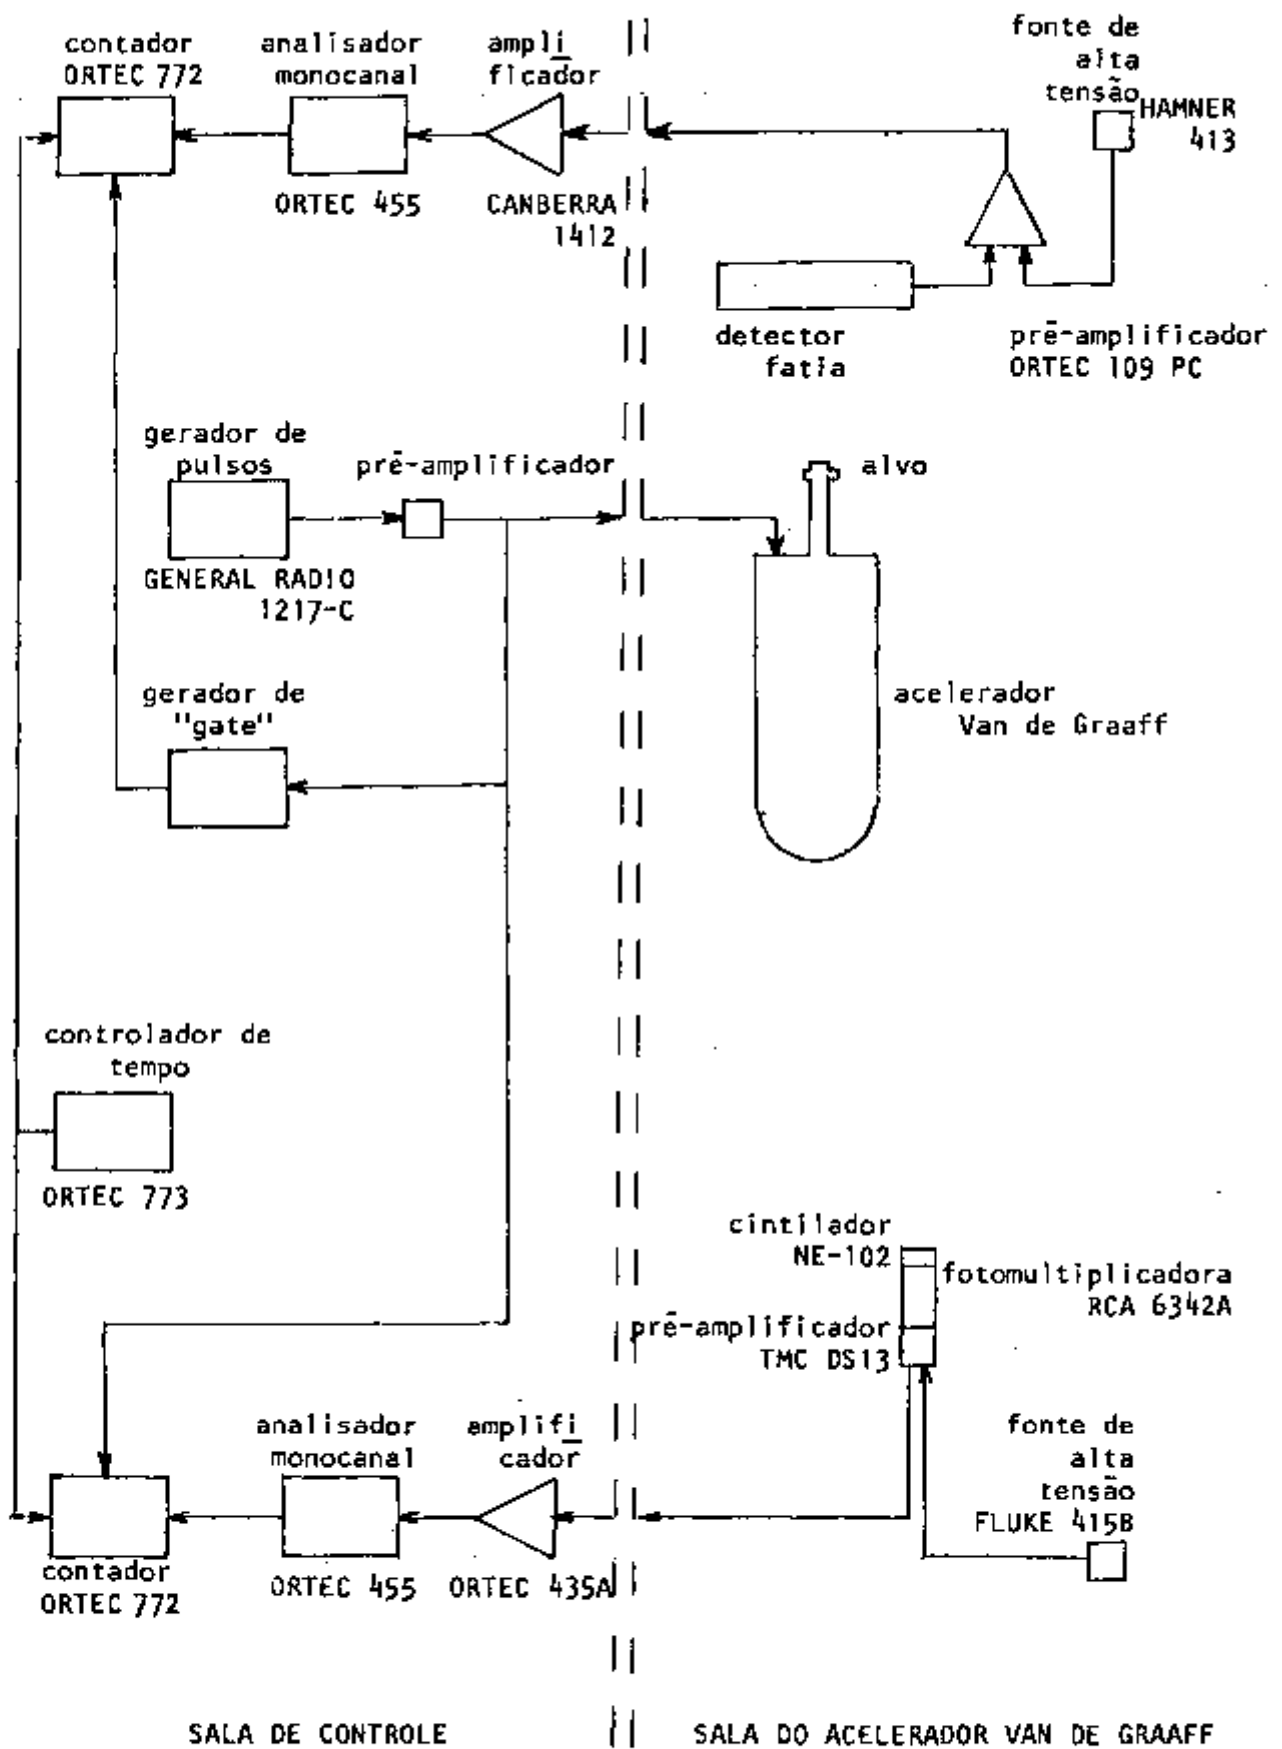 contador
ORTEC 772
analisador
monocanal
ampli
ficador
fonte de
alta
tensão
HAMNER
413
ORTEC 455
CANBERRA
1412
detector
fatia
pré-amplificador
ORTEC 109 PC
gerador de
pulsos
pré-amplificador
alvo
GENERAL RADIO
1217-C
gerador de
"gate"
acelerador
Van de Graaff
controlador de
tempo
ORTEC 773
cintilador
NE-102
fotomultiplicadora
RCA 6342A
pré-amplificador
TMC DS13
analisador
monocanal
amplifi
cador
fonte de
alta
tensão
FLUKE 415B
contador
ORTEC 772
ORTEC 455
ORTEC 435A
SALA DE CONTROLE
SALA DO ACELERADOR VAN DE GRAAFF